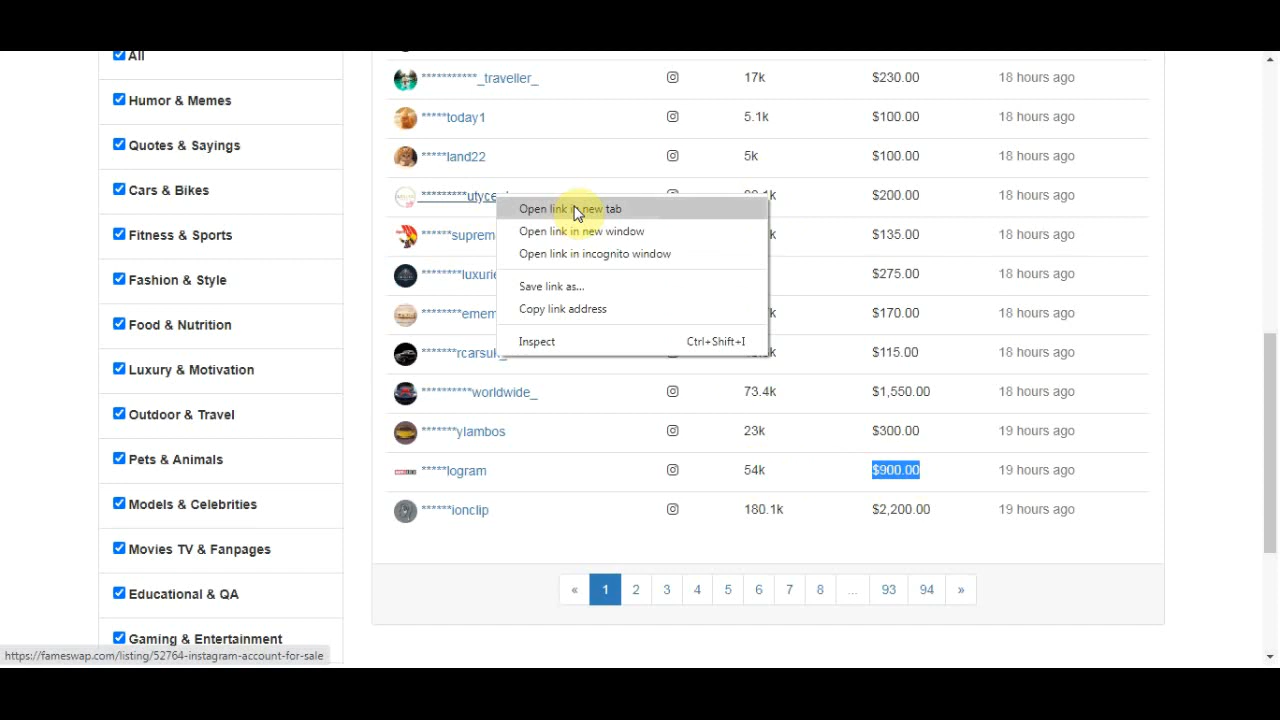 All
Humor & Memes
Quotes & Sayings
Cars & Bikes
Fitness & Sports
Fashion & Style
Food & Nutrition
Luxury & Motivation
Outdoor & Travel
Pets & Animals
Models & Celebrities
Movies TV & Fanpages
Educational & QA
Gaming & Entertainment
***********_traveller_ 17k $230.00 18 hours ago
*****today1 5.1k $100.00 18 hours ago
*****land22 5k $100.00 18 hours ago
$200.00 18 hours ago
******suprem k $135.00 18 hours ago
********luxurie $275.00 18 hours ago
********emem k $170.00 18 hours ago
*******rcarsuk_ $115.00 18 hours ago
**********worldwide_ 73.4k $1,550.00 18 hours ago
*******ylambos 23k $300.00 19 hours ago
*****logram 54k $900.00 19 hours ago
******ionclip 180.1k $2,200.00 19 hours ago
Open link in new tab
Open link in new window
Open link in incognito window
Save link as...
Copy link address
Inspect Ctrl+Shift+I
« 1 2 3 4 5 6 7 8 ... 93 94 »
https://fameswap.com/listing/52764-instagram-account-for-sale